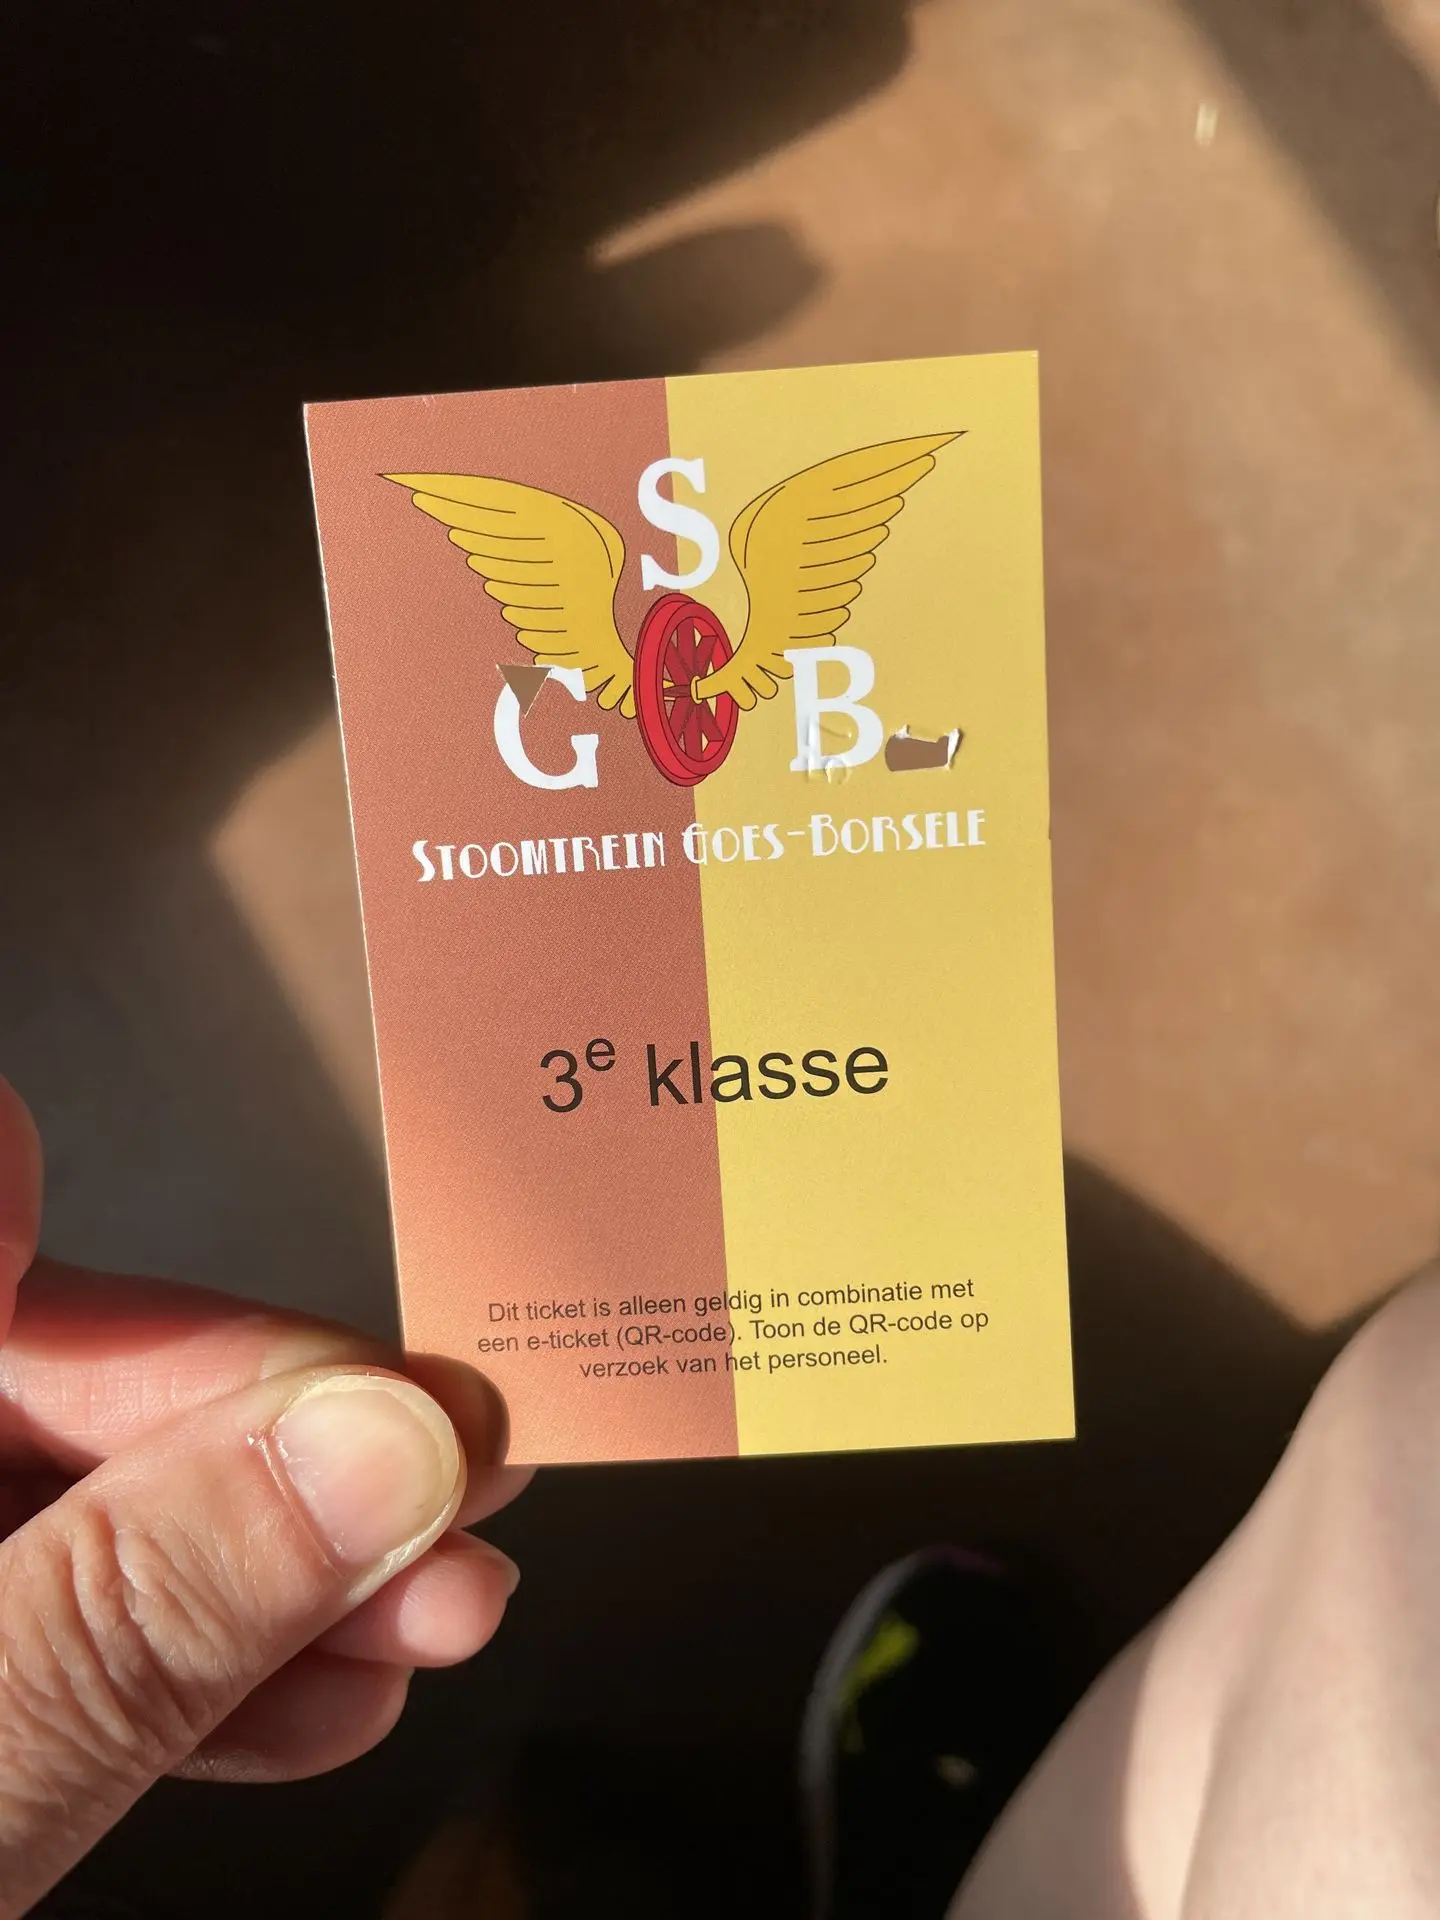 S
G B
STOOMTREIN GOES-BORSELE
3e klasse
Dit ticket is alleen geldig in combinatie met
een e-ticket (QR-code). Toon de QR-code op
verzoek van het personeel.